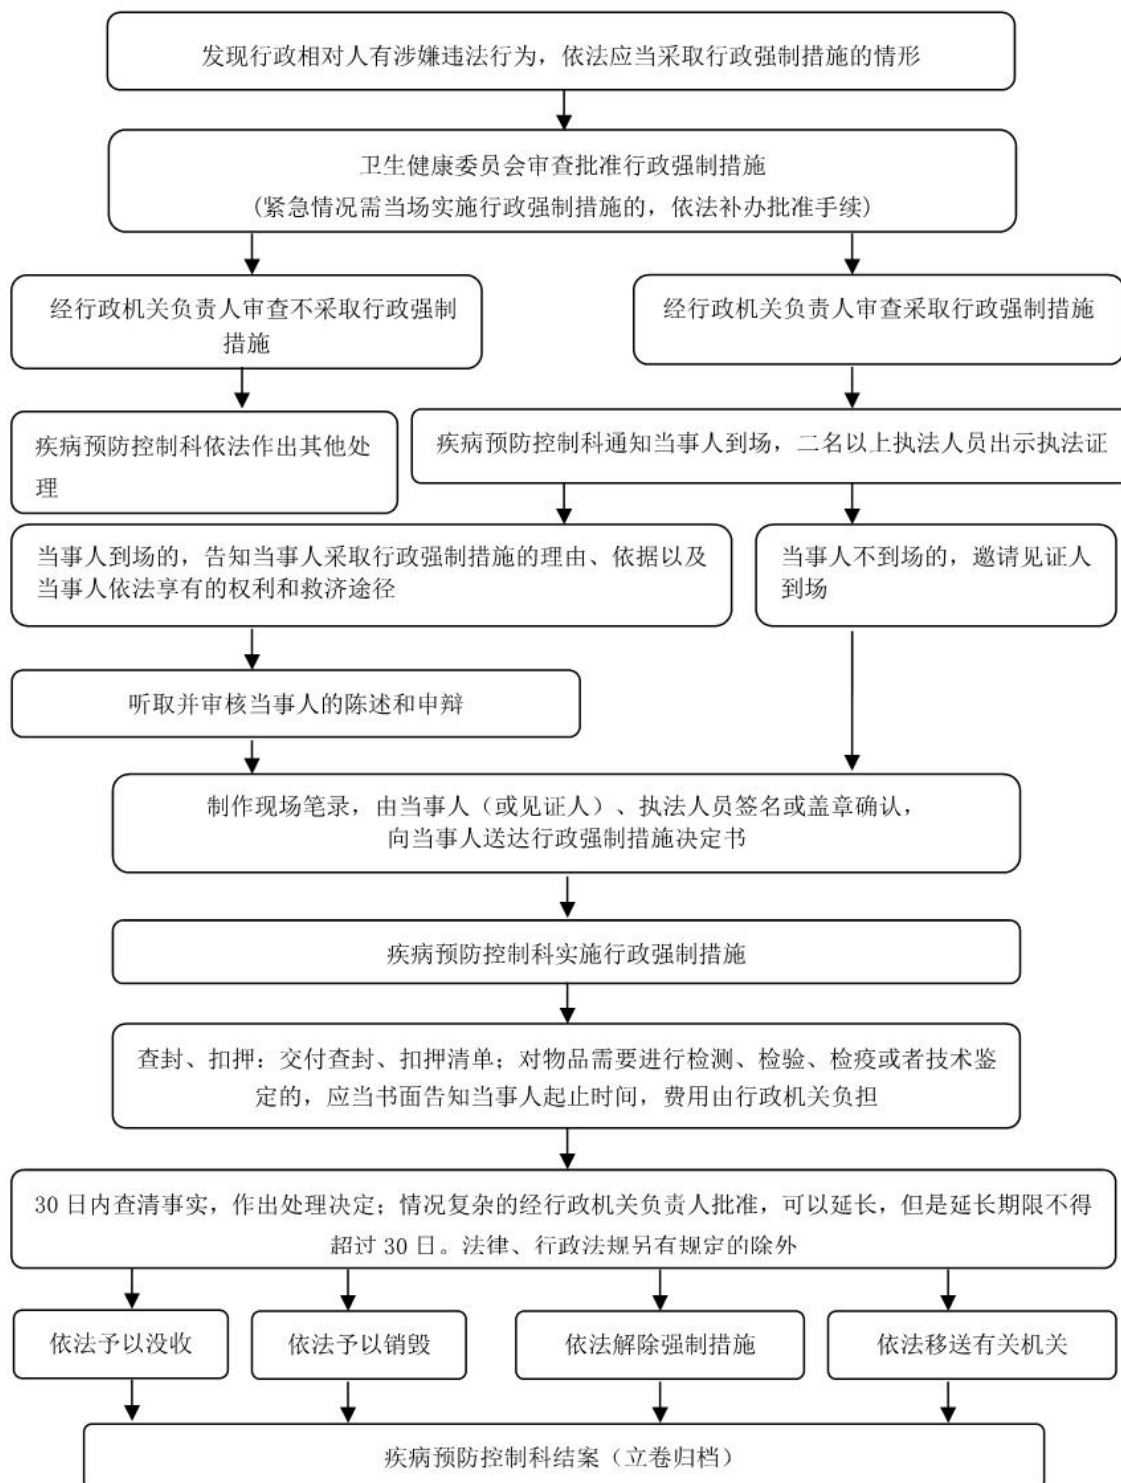 发现行政相对人有涉嫌违法行为，依法应当采取行政强制措施的情形
卫生健康委员会审查批准行政强制措施
(紧急情况需当场实施行政强制措施的，依法补办批准手续)
经行政机关负责人审查不采取行政强制
措施
经行政机关负责人审查采取行政强制措施
疾病预防控制科依法作出其他处
理
疾病预防控制科通知当事人到场，二名以上执法人员出示执法证
当事人到场的，告知当事人采取行政强制措施的理由、依据以及
当事人依法享有的权利和救济途径
当事人不到场的，邀请见证人
到场
听取并审核当事人的陈述和申辩
制作现场笔录，由当事人（或见证人）、执法人员签名或盖章确认，
向当事人送达行政强制措施决定书
疾病预防控制科实施行政强制措施
查封、扣押：交付查封、扣押清单；对物品需要进行检测、检验、检疫或者技术鉴
定的，应当书面告知当事人起止时间，费用由行政机关负担
30 日内查清事实，作出处理决定；情况复杂的经行政机关负责人批准，可以延长，但是延长期限不得
超过 30 日。法律、行政法规另有规定的除外
依法予以没收
依法予以销毁
依法解除强制措施
依法移送有关机关
疾病预防控制科结案（立卷归档）